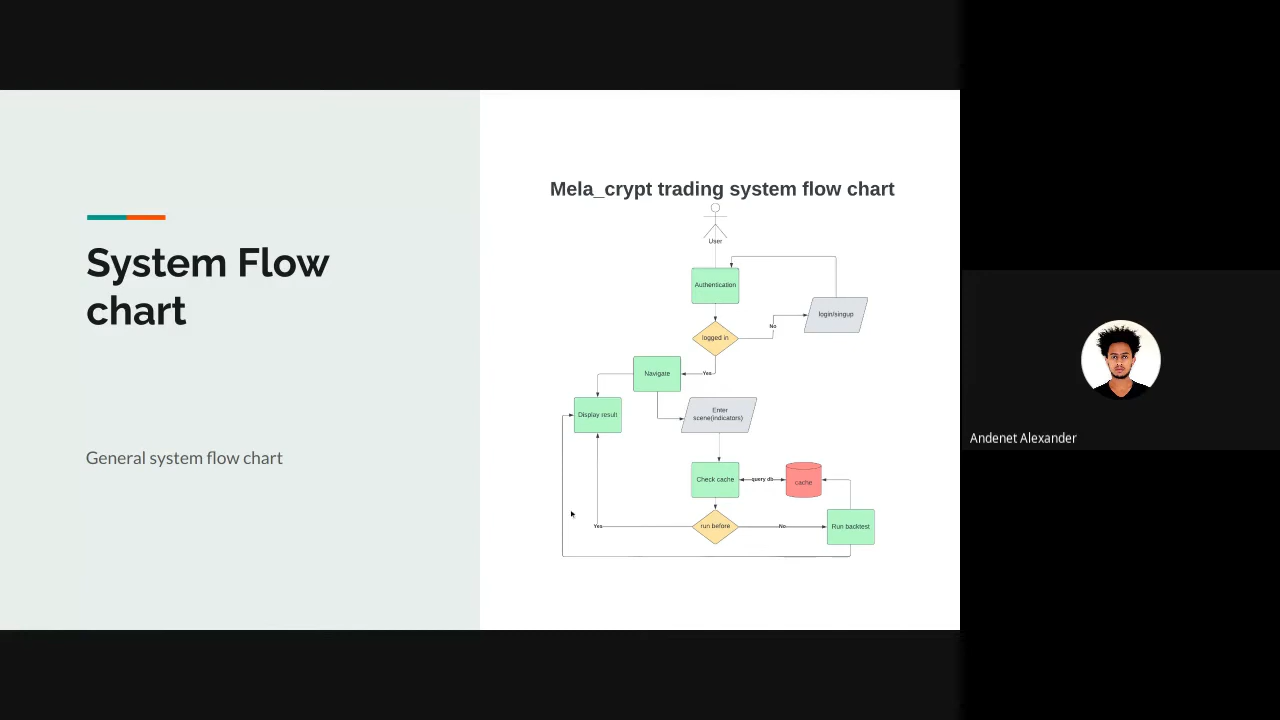 System Flow
chart
General system flow chart
Mela_crypt trading system flow chart
User
Authentication
login/singup
No
logged in
Yes
Navigate
Display result
Enter
scene(indicators)
Check cache
query db
cache
Yes
run before
No
Run backtest
Andenet Alexander